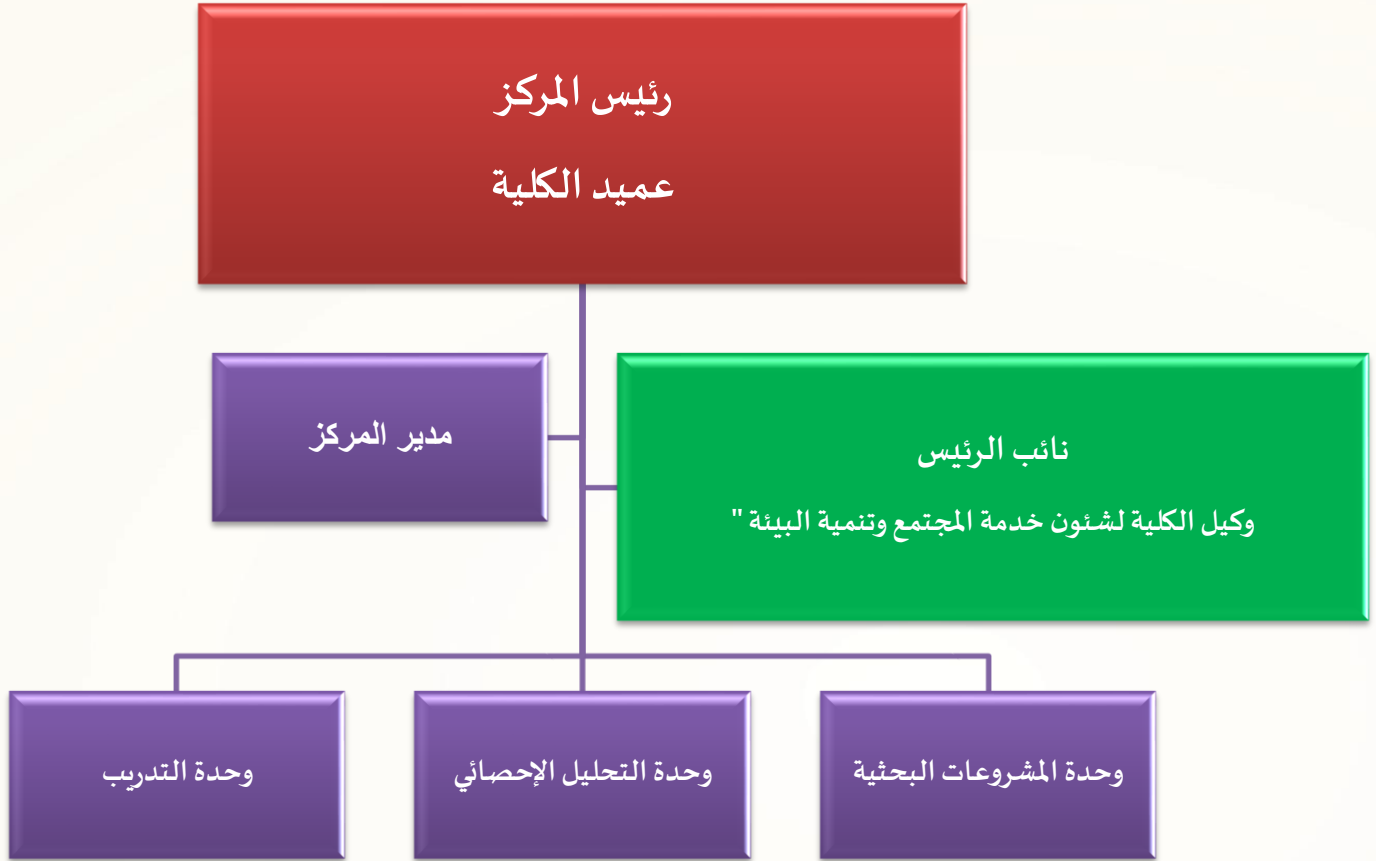 رئيس المركز
عميد الكلية
نائب الرئيس
وكيل الكلية لشئون خدمة المجتمع وتنمية البيئة "
مدير المركز
وحدة المشروعات البحثية
وحدة التحليل الإحصائي
وحدة التدريب